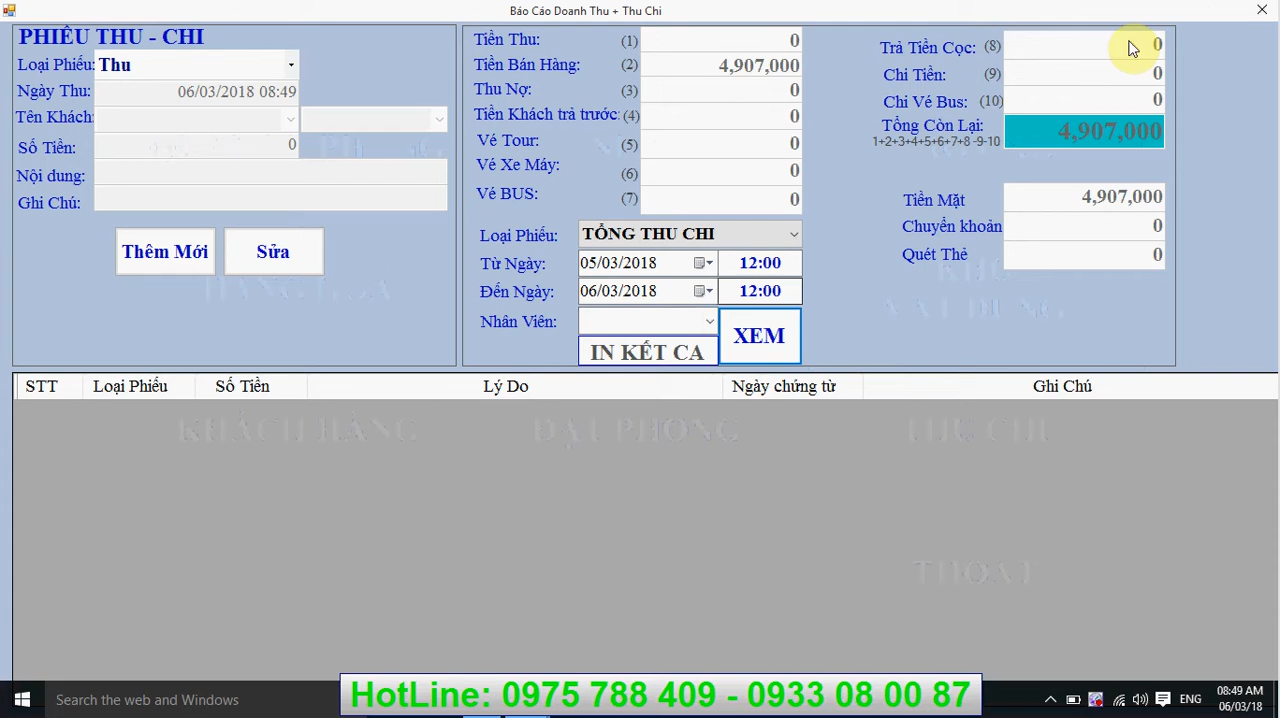 Báo Cáo Doanh Thu + Thu Chi
PHIẾU THU - CHI
Loại Phiếu: Thu
Ngày Thu: 06/03/2018 08:49
Tên Khách:
Số Tiền: 0
Nội dung:
Ghi Chú:
Thêm Mới Sửa
Tiền Thu: (1) 0
Tiền Bán Hàng: (2) 4,907,000
Thu Nợ: (3) 0
Tiền Khách trả trước: (4) 0
Vé Tour: (5) 0
Vé Xe Máy: (6) 0
Vé BUS: (7) 0
Loại Phiếu: TỔNG THU CHI
Từ Ngày: 05/03/2018 12:00
Đến Ngày: 06/03/2018 12:00
Nhân Viên:
IN KẾT CA XEM
Trả Tiền Cọc: (8) 0
Chi Tiền: (9) 0
Chi Vé Bus: (10) 0
Tổng Còn Lại: 4,907,000
1+2+3+4+5+6+7+8 -9-10
Tiền Mặt 4,907,000
Chuyển khoản 0
Quét Thẻ 0
STT Loại Phiếu Số Tiền Lý Do Ngày chứng từ Ghi Chú
KHÁCH HÀNG ĐẶT PHÒNG THU CHI
THOÁT
HotLine: 0975 788 409 - 0933 08 00 87
Search the web and Windows
ENG
08:49 AM
06/03/18